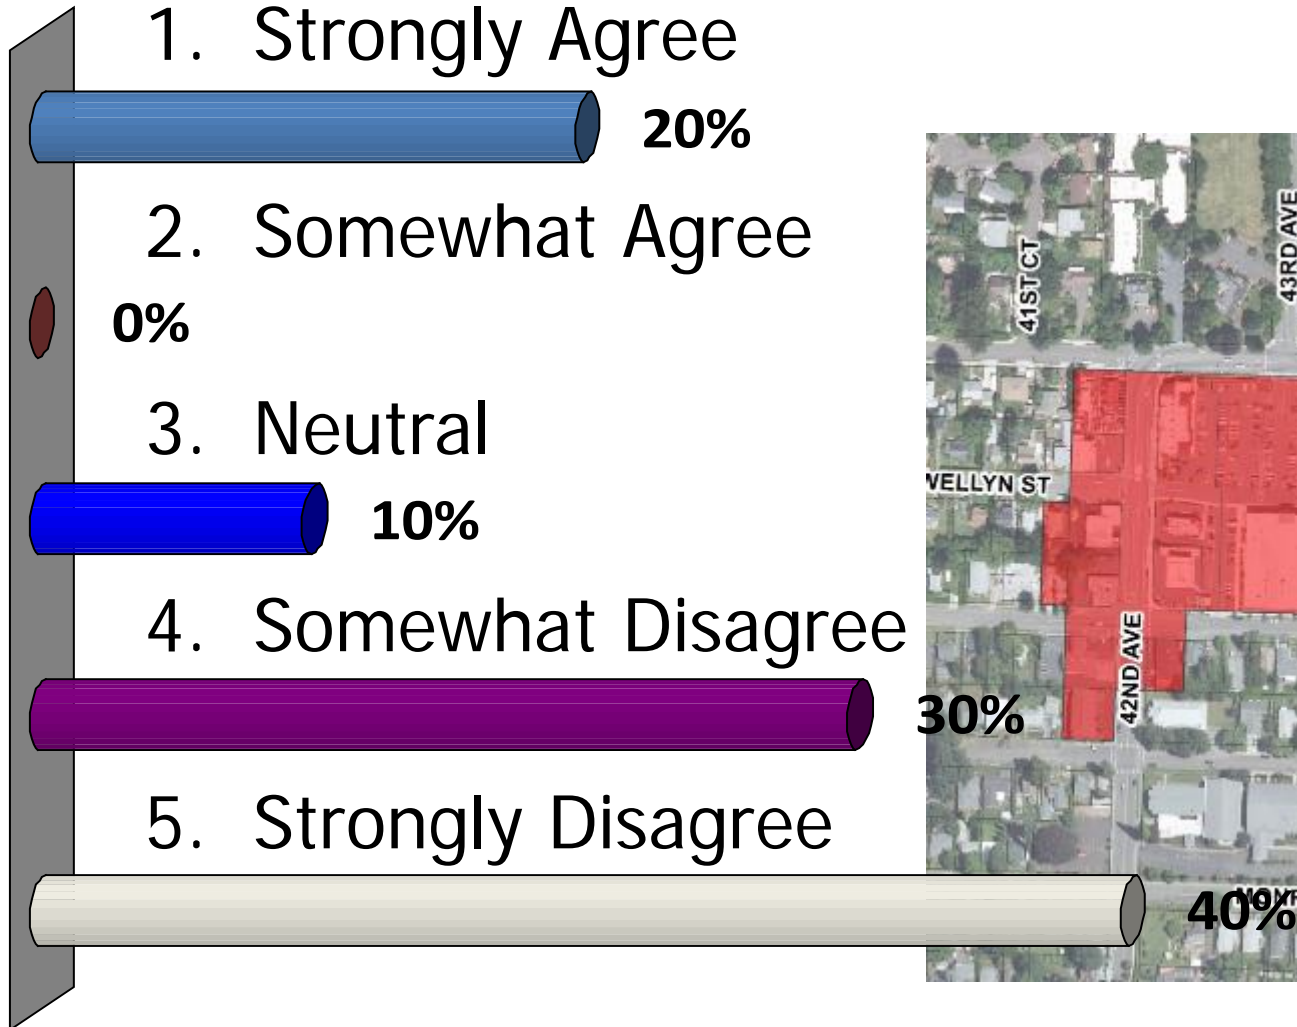 1. Strongly Agree
20%
2. Somewhat Agree
0%
3. Neutral
10%
4. Somewhat Disagree
30%
5. Strongly Disagree
40%
41ST CT
43RD AVE
WELLYN ST
42ND AVE